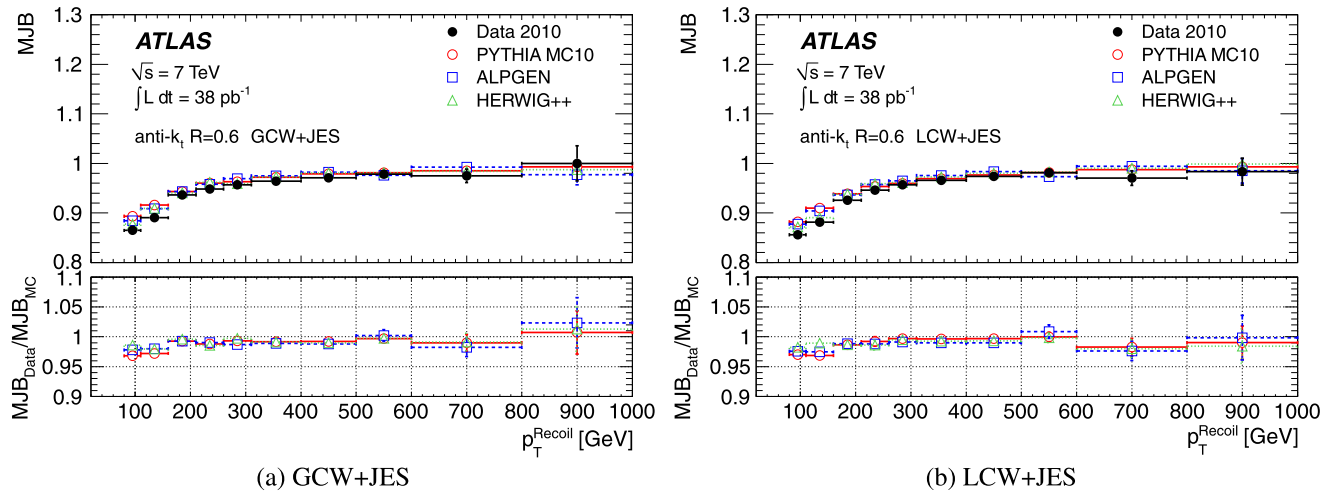 MJB
1.3
1.2
1.1
1
0.9
0.8
ATLAS
√s = 7 TeV
∫L dt = 38 pb⁻¹
anti-kₜ R=0.6 GCW+JES
Data 2010
PYTHIA MC10
ALPGEN
HERWIG++
MJB_Data/MJB_MC
1.1
1.05
1
0.95
0.9
100 200 300 400 500 600 700 800 900 1000
p_T^Recoil [GeV]
(a) GCW+JES
MJB
1.3
1.2
1.1
1
0.9
0.8
ATLAS
√s = 7 TeV
∫L dt = 38 pb⁻¹
anti-kₜ R=0.6 LCW+JES
Data 2010
PYTHIA MC10
ALPGEN
HERWIG++
MJB_Data/MJB_MC
1.1
1.05
1
0.95
0.9
100 200 300 400 500 600 700 800 900 1000
p_T^Recoil [GeV]
(b) LCW+JES